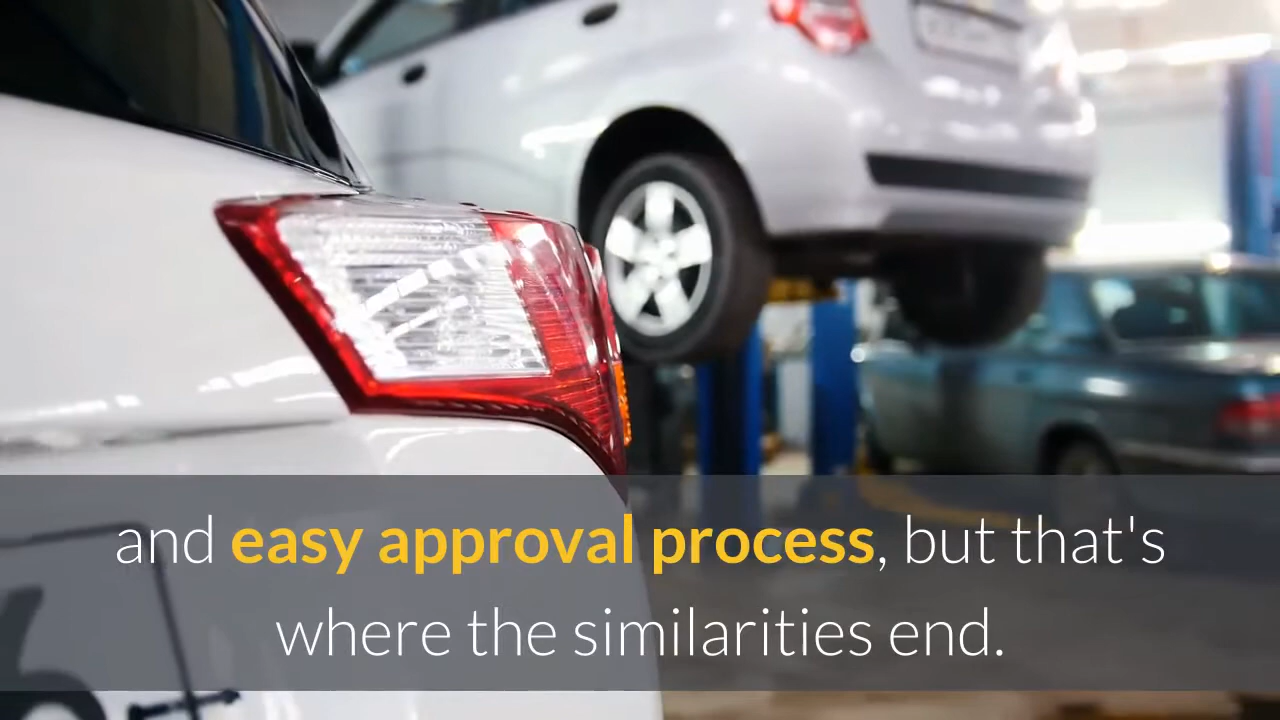 and easy approval process, but that's
where the similarities end.